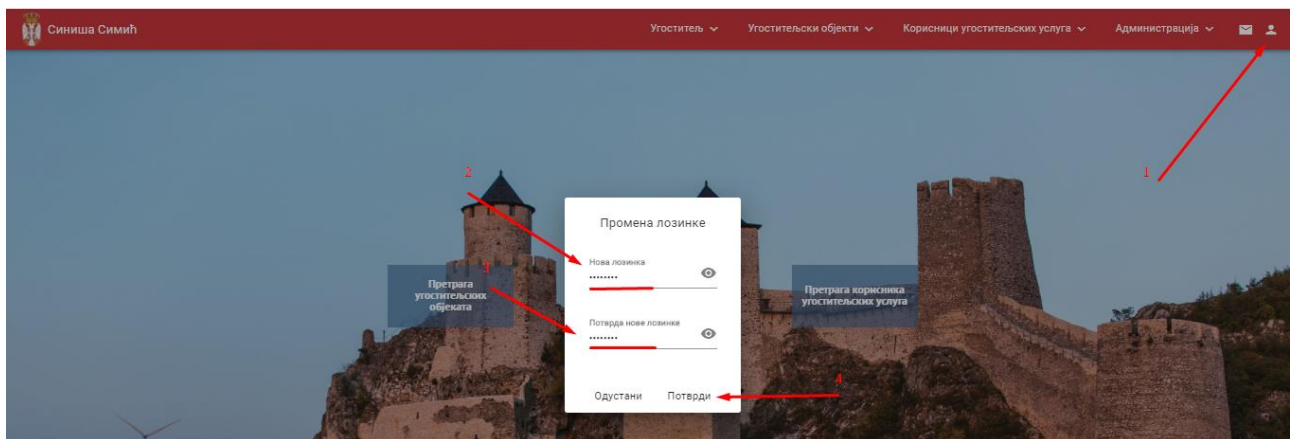 Синиша Симић
Угоститељ
Угоститељски објекти
Корисници угоститељских услуга
Администрација
1
2
Промена лозинке
Нова лозинка
••••••••
3
Претрага
угоститељских
објеката
Претрага корисника
угоститељских услуга
Потврда нове лозинке
••••••••
Одустани
Потврди
4